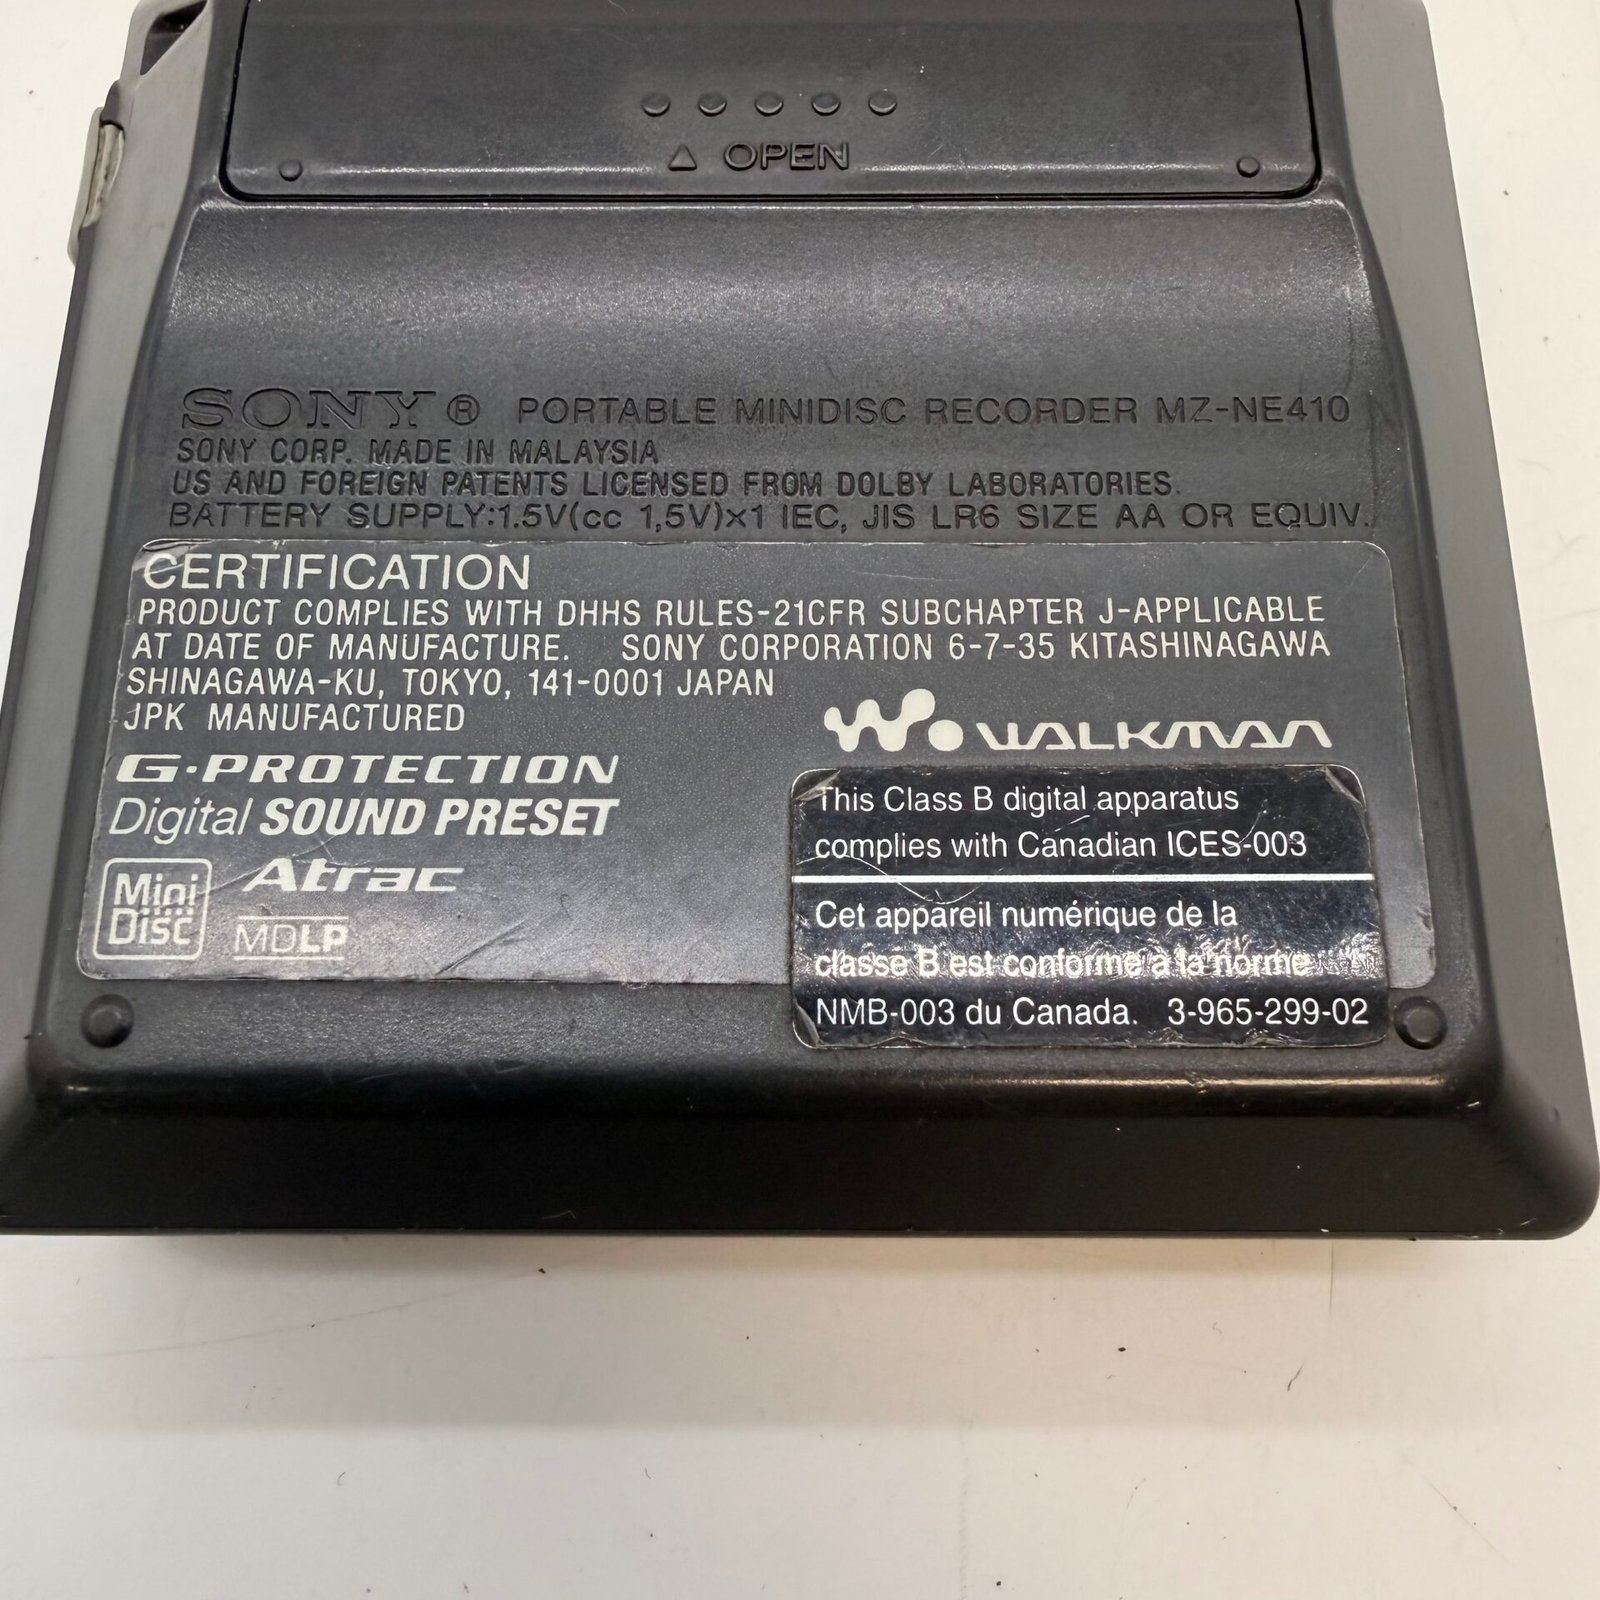 △ OPEN
SONY® PORTABLE MINIDISC RECORDER MZ-NE410
SONY CORP. MADE IN MALAYSIA
US AND FOREIGN PATENTS LICENSED FROM DOLBY LABORATORIES.
BATTERY SUPPLY:1.5V(cc 1,5V)×1 IEC, JIS LR6 SIZE AA OR EQUIV.
CERTIFICATION
PRODUCT COMPLIES WITH DHHS RULES-21CFR SUBCHAPTER J-APPLICABLE
AT DATE OF MANUFACTURE. SONY CORPORATION 6-7-35 KITASHINAGAWA
SHINAGAWA-KU, TOKYO, 141-0001 JAPAN
JPK MANUFACTURED
WALKMAN
G-PROTECTION
Digital SOUND PRESET
Atrac
Mini
Disc
MDLP
This Class B digital apparatus
complies with Canadian ICES-003
Cet appareil numérique de la
classe B est conforme à la norme
NMB-003 du Canada. 3-965-299-02